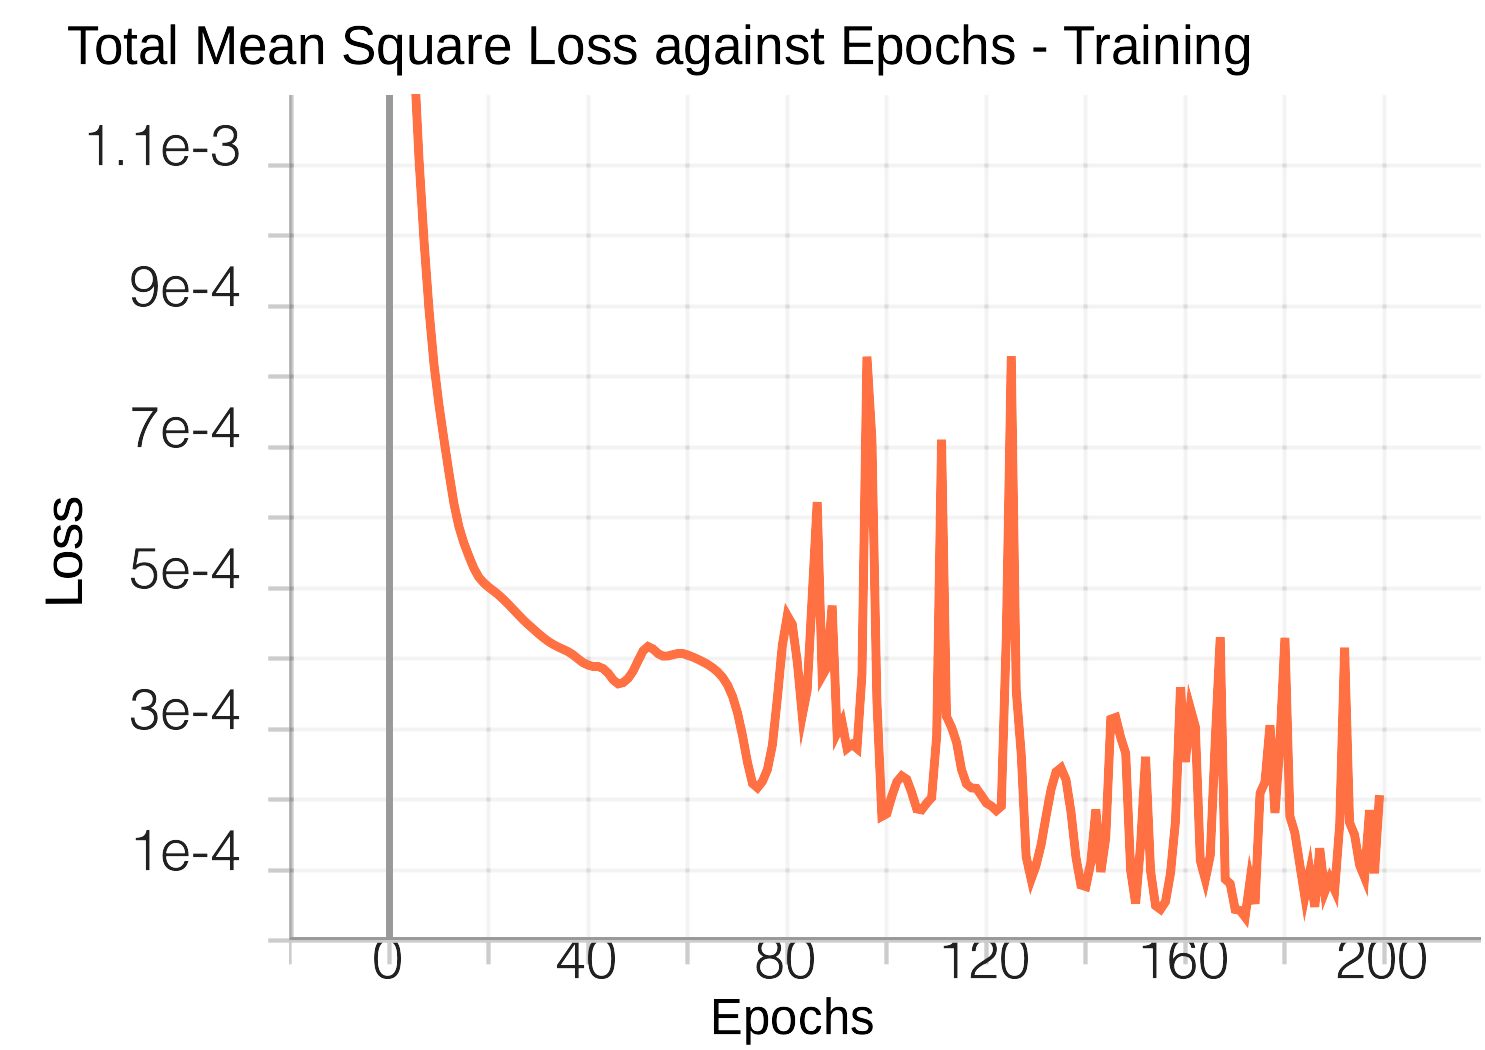 Total Mean Square Loss against Epochs - Training
1.1e-3
9e-4
7e-4
5e-4
3e-4
1e-4
Loss
0 40 80 120 160 200
Epochs